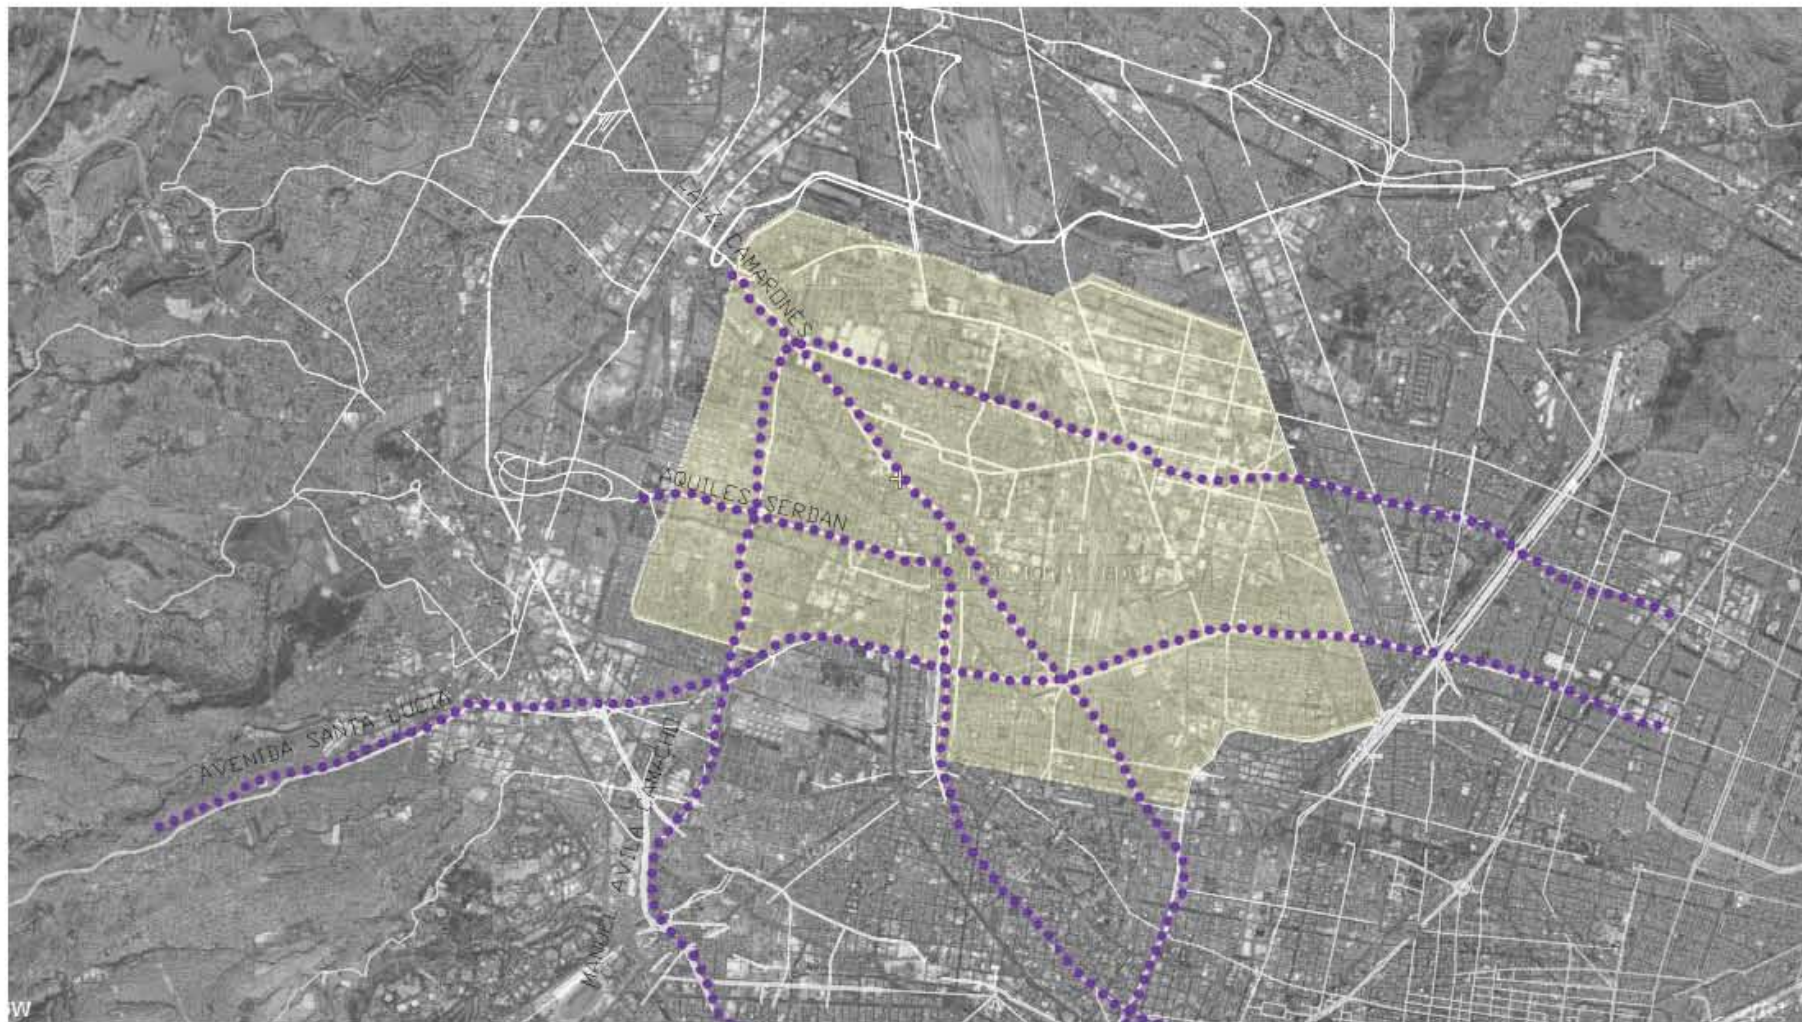 CALZ. CAMARONES
AQUILES SERDAN
AVENIDA SANTA LUCIA
MANUEL AVILA CAMACHO